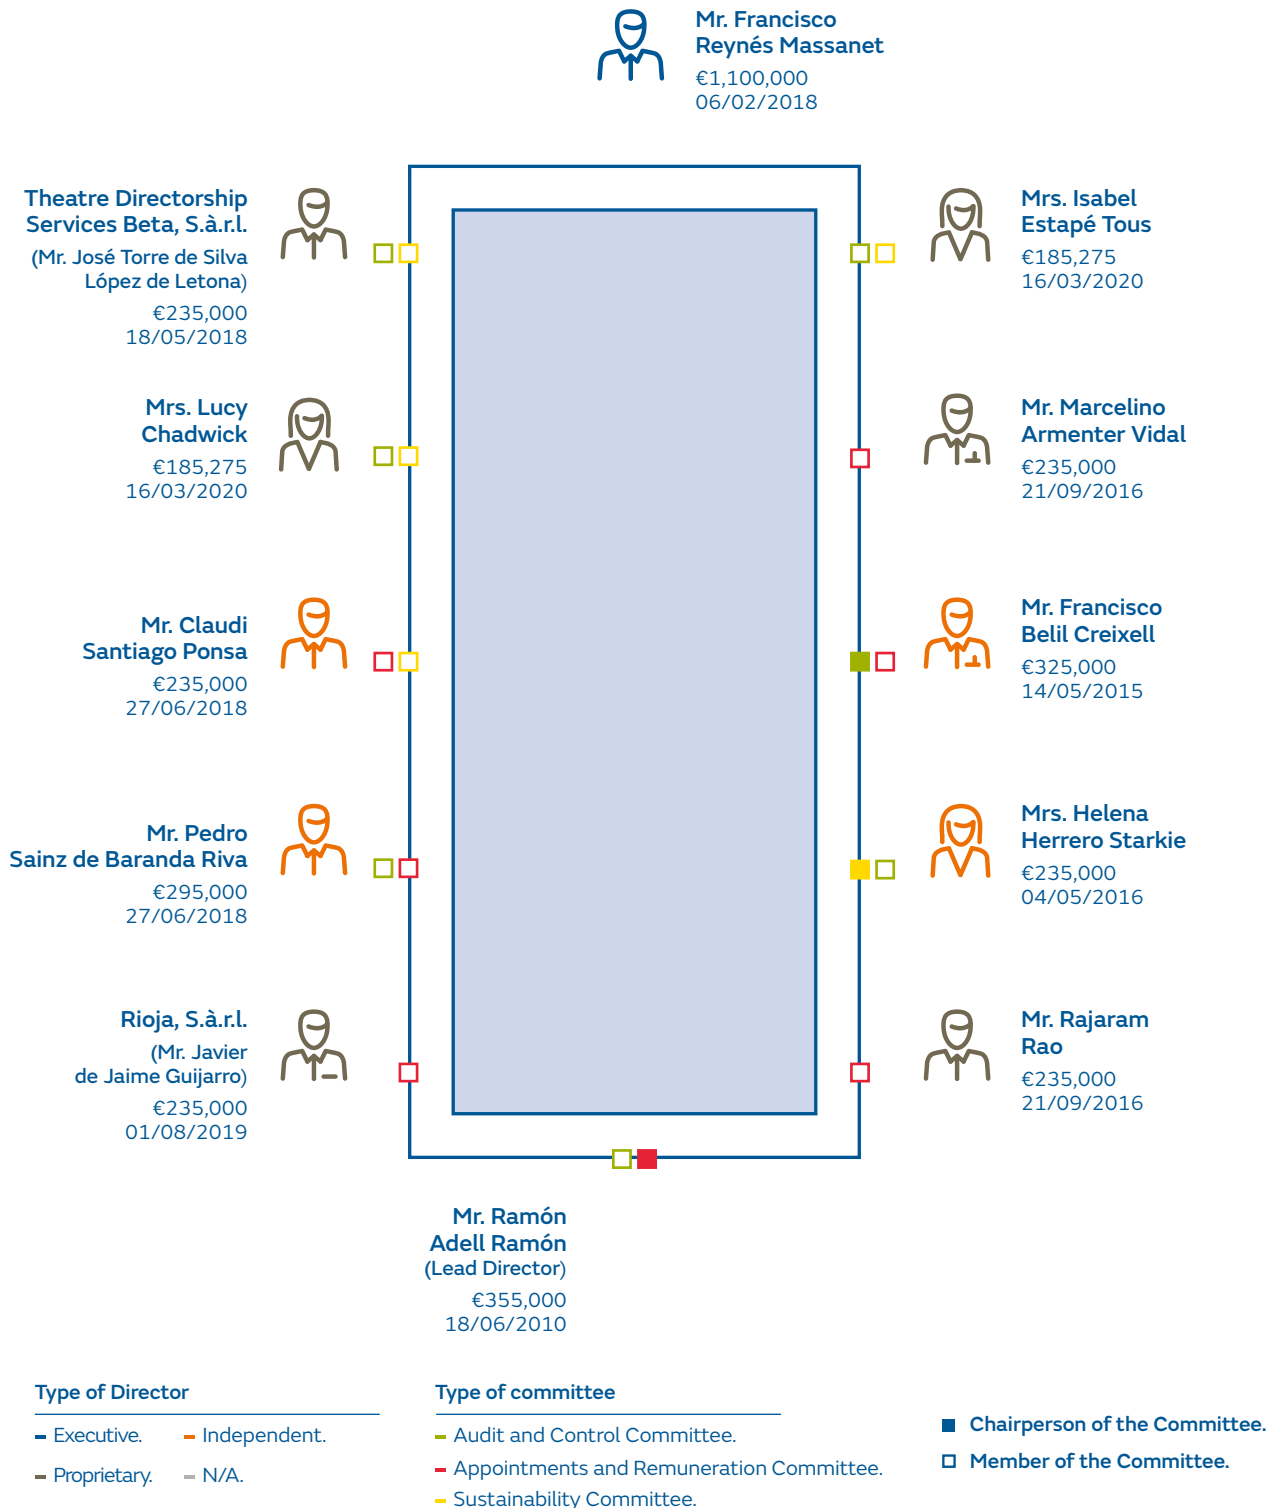 Mr. Francisco
Reynés Massanet
€1,100,000
06/02/2018
Theatre Directorship
Services Beta, S.à.r.l.
(Mr. José Torre de Silva
López de Letona)
€235,000
18/05/2018
Mrs. Lucy
Chadwick
€185,275
16/03/2020
Mr. Claudi
Santiago Ponsa
€235,000
27/06/2018
Mr. Pedro
Sainz de Baranda Riva
€295,000
27/06/2018
Rioja, S.à.r.l.
(Mr. Javier
de Jaime Guijarro)
€235,000
01/08/2019
Mrs. Isabel
Estapé Tous
€185,275
16/03/2020
Mr. Marcelino
Armenter Vidal
€235,000
21/09/2016
Mr. Francisco
Belil Creixell
€325,000
14/05/2015
Mrs. Helena
Herrero Starkie
€235,000
04/05/2016
Mr. Rajaram
Rao
€235,000
21/09/2016
Mr. Ramón
Adell Ramón
(Lead Director)
€355,000
18/06/2010
Type of Director
Executive.
Independent.
Proprietary.
N/A.
Type of committee
Audit and Control Committee.
Appointments and Remuneration Committee.
Sustainability Committee.
Chairperson of the Committee.
Member of the Committee.